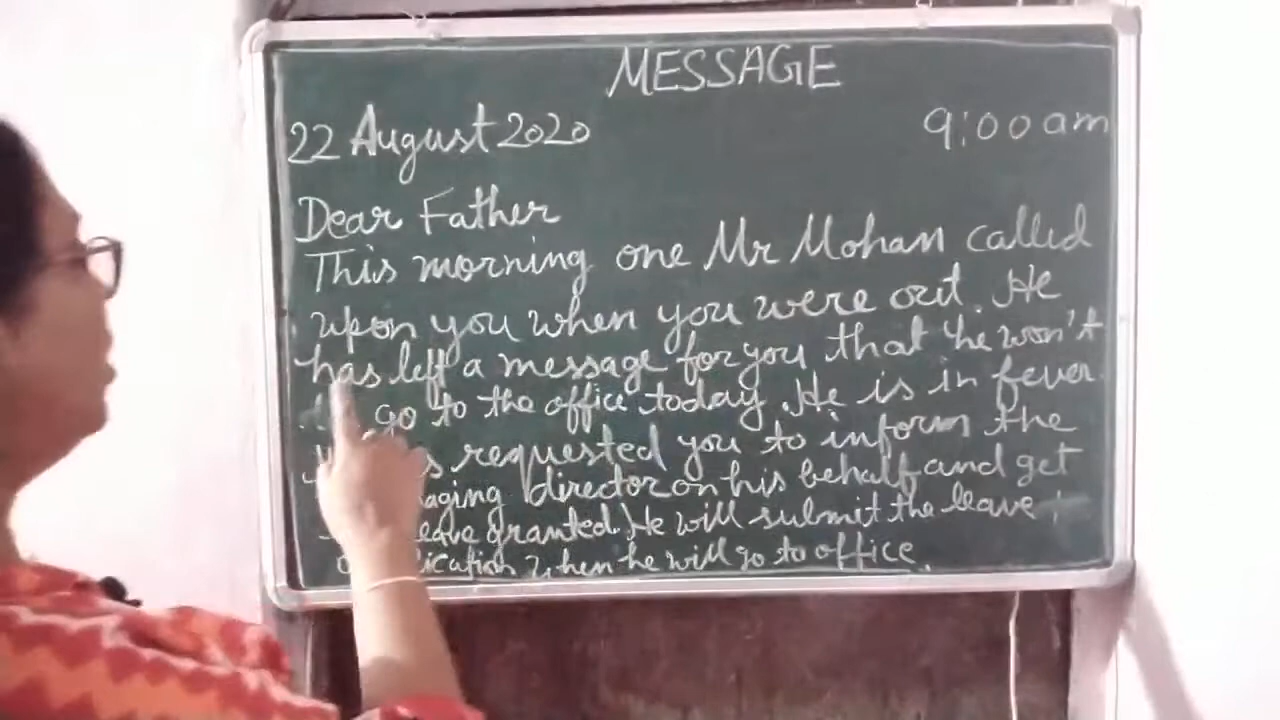 MESSAGE
22 August 2020 9:00 am
Dear Father
This morning one Mr Mohan called
upon you when you were out. He
has left a message for you that he won't
go to the office today. He is in fever.
requested you to inform the
director on his behalf and get
granted. He will submit the leave
when he will go to office.